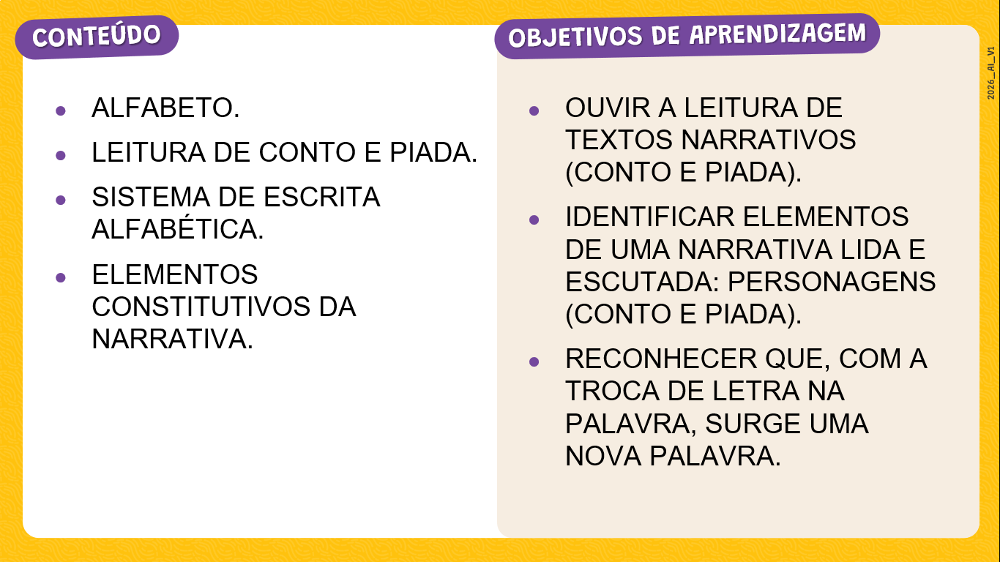 CONTEÚDO
ALFABETO.
LEITURA DE CONTO E PIADA.
SISTEMA DE ESCRITA
ALFABÉTICA.
ELEMENTOS
CONSTITUTIVOS DA
NARRATIVA.
OBJETIVOS DE APRENDIZAGEM
OUVIR A LEITURA DE
TEXTOS NARRATIVOS
(CONTO E PIADA).
IDENTIFICAR ELEMENTOS
DE UMA NARRATIVA LIDA E
ESCUTADA: PERSONAGENS
(CONTO E PIADA).
RECONHECER QUE, COM A
TROCA DE LETRA NA
PALAVRA, SURGE UMA
NOVA PALAVRA.
2026_AI_V1